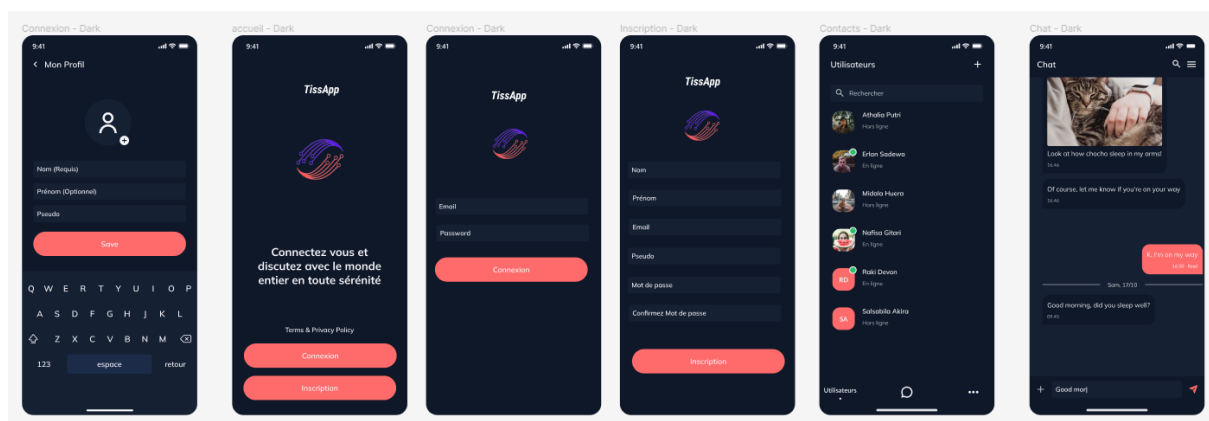 Connexion – Dark
9:41
Mon Profil
Nom (Requis)
Prénom (Optionnel)
Pseudo
Save
Q W E R T Y U I O P
A S D F G H J K L
Z X C V B N M
123 espace retour
accueil – Dark
9:41
TissApp
Connectez vous et
discutez avec le monde
entier en toute sérénité
Terms & Privacy Policy
Connexion
Inscription
Connexion – Dark
9:41
TissApp
Email
Password
Connexion
Inscription – Dark
9:41
TissApp
Nom
Prénom
Email
Pseudo
Mot de passe
Confirmez Mot de passe
Inscription
Contacts – Dark
9:41
Utilisateurs +
Rechercher
Athalia Putri
Hors ligne
Erlan Sadewa
En ligne
Midala Huera
Hors ligne
Nafisa Gitari
En ligne
RD
Raki Devon
En ligne
SA
Salsabila Akira
Hors ligne
Utilisateurs
Chat – Dark
9:41
Chat
Look at how chocho sleep in my arms!
16:46
Of course, let me know if you're on your way
16:46
K, I'm on my way
16:50 · Read
Sam, 17/10
Good morning, did you sleep well?
09:45
+ Good mor|